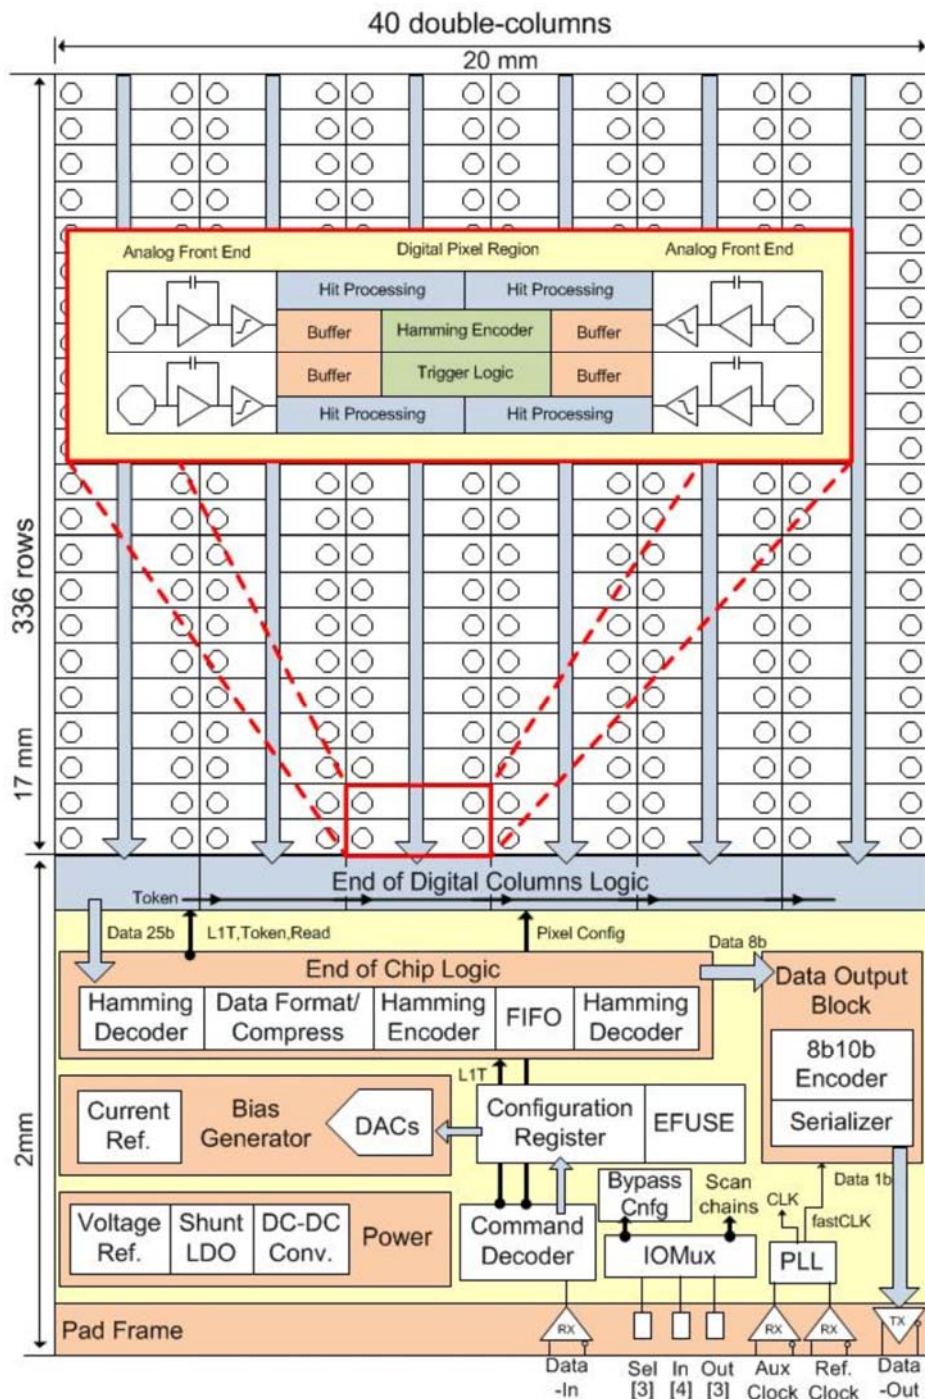 40 double-columns
20 mm
336 rows
17 mm
Analog Front End
Digital Pixel Region
Analog Front End
Hit Processing
Hit Processing
Buffer
Hamming Encoder
Buffer
Buffer
Trigger Logic
Buffer
Hit Processing
Hit Processing
2mm
End of Digital Columns Logic
Token
Data 25b
L1T,Token,Read
Pixel Config
Data 8b
End of Chip Logic
Hamming
Decoder
Data Format/
Compress
Hamming
Encoder
FIFO
Hamming
Decoder
Data Output
Block
8b10b
Encoder
Serializer
L1T
Current
Ref.
Bias
Generator
DACs
Configuration
Register
EFUSE
Data 1b
Bypass
Cnfg
Scan
chains
CLK
fastCLK
Voltage
Ref.
Shunt
LDO
DC-DC
Conv.
Power
Command
Decoder
IOMux
PLL
Pad Frame
RX
RX
RX
TX
Data
-In
Sel
[3]
In
[4]
Out
[3]
Aux
Clock
Ref.
Clock
Data
-Out